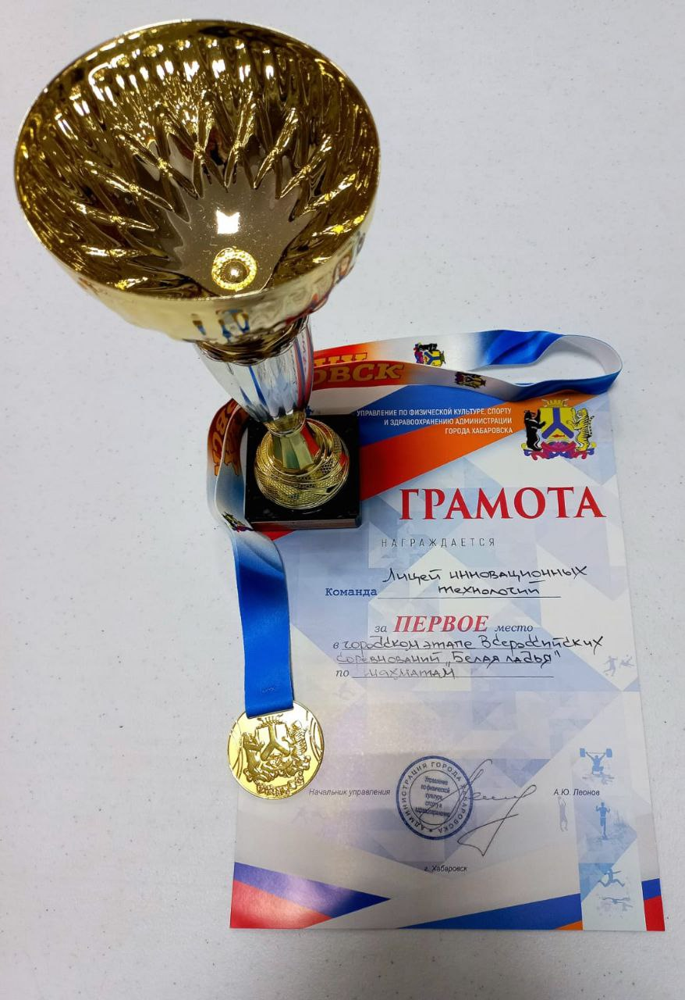 ОВСК
УПРАВЛЕНИЕ ПО ФИЗИЧЕСКОЙ КУЛЬТУРЕ, СПОРТУ
И ЗДРАВООХРАНЕНИЮ АДМИНИСТРАЦИИ
ГОРОДА ХАБАРОВСКА
ГРАМОТА
НАГРАЖДАЕТСЯ
Лицей инновационных
Команда технологий
за ПЕРВОЕ место
в городском этапе Всероссийских
соревнований „Белая ладья"
по шахматам
Начальник управления
А.Ю. Леонов
АДМИНИСТРАЦИЯ ГОРОДА ХАБАРОВСКА
Управление
по физической
культуре,
спорту и
здравоохранению
г. Хабаровск